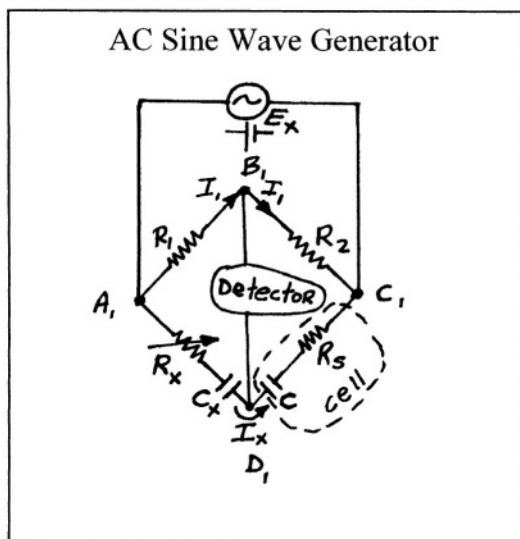 AC Sine Wave Generator
Ex
B1
I1 I1
R1 R2
Detector
A1 C1
Rx Rs
cell
Cx C
Ix
D1